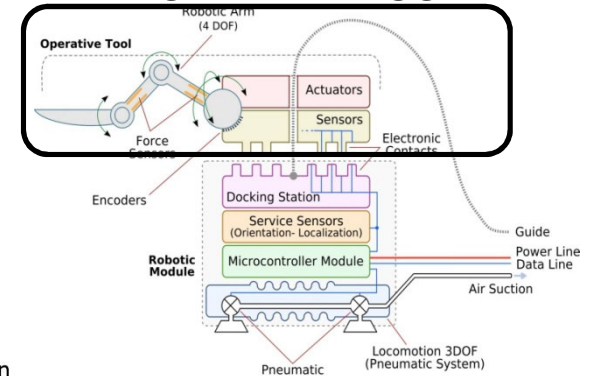 Robotic Arm
(4 DOF)
Operative Tool
Actuators
Sensors
Force
Sensors
Electronic
Contacts
Encoders
Docking Station
Service Sensors
(Orientation- Localization)
Guide
Robotic
Module
Microcontroller Module
Power Line
Data Line
Air Suction
Locomotion 3DOF
(Pneumatic System)
Pneumatic
n